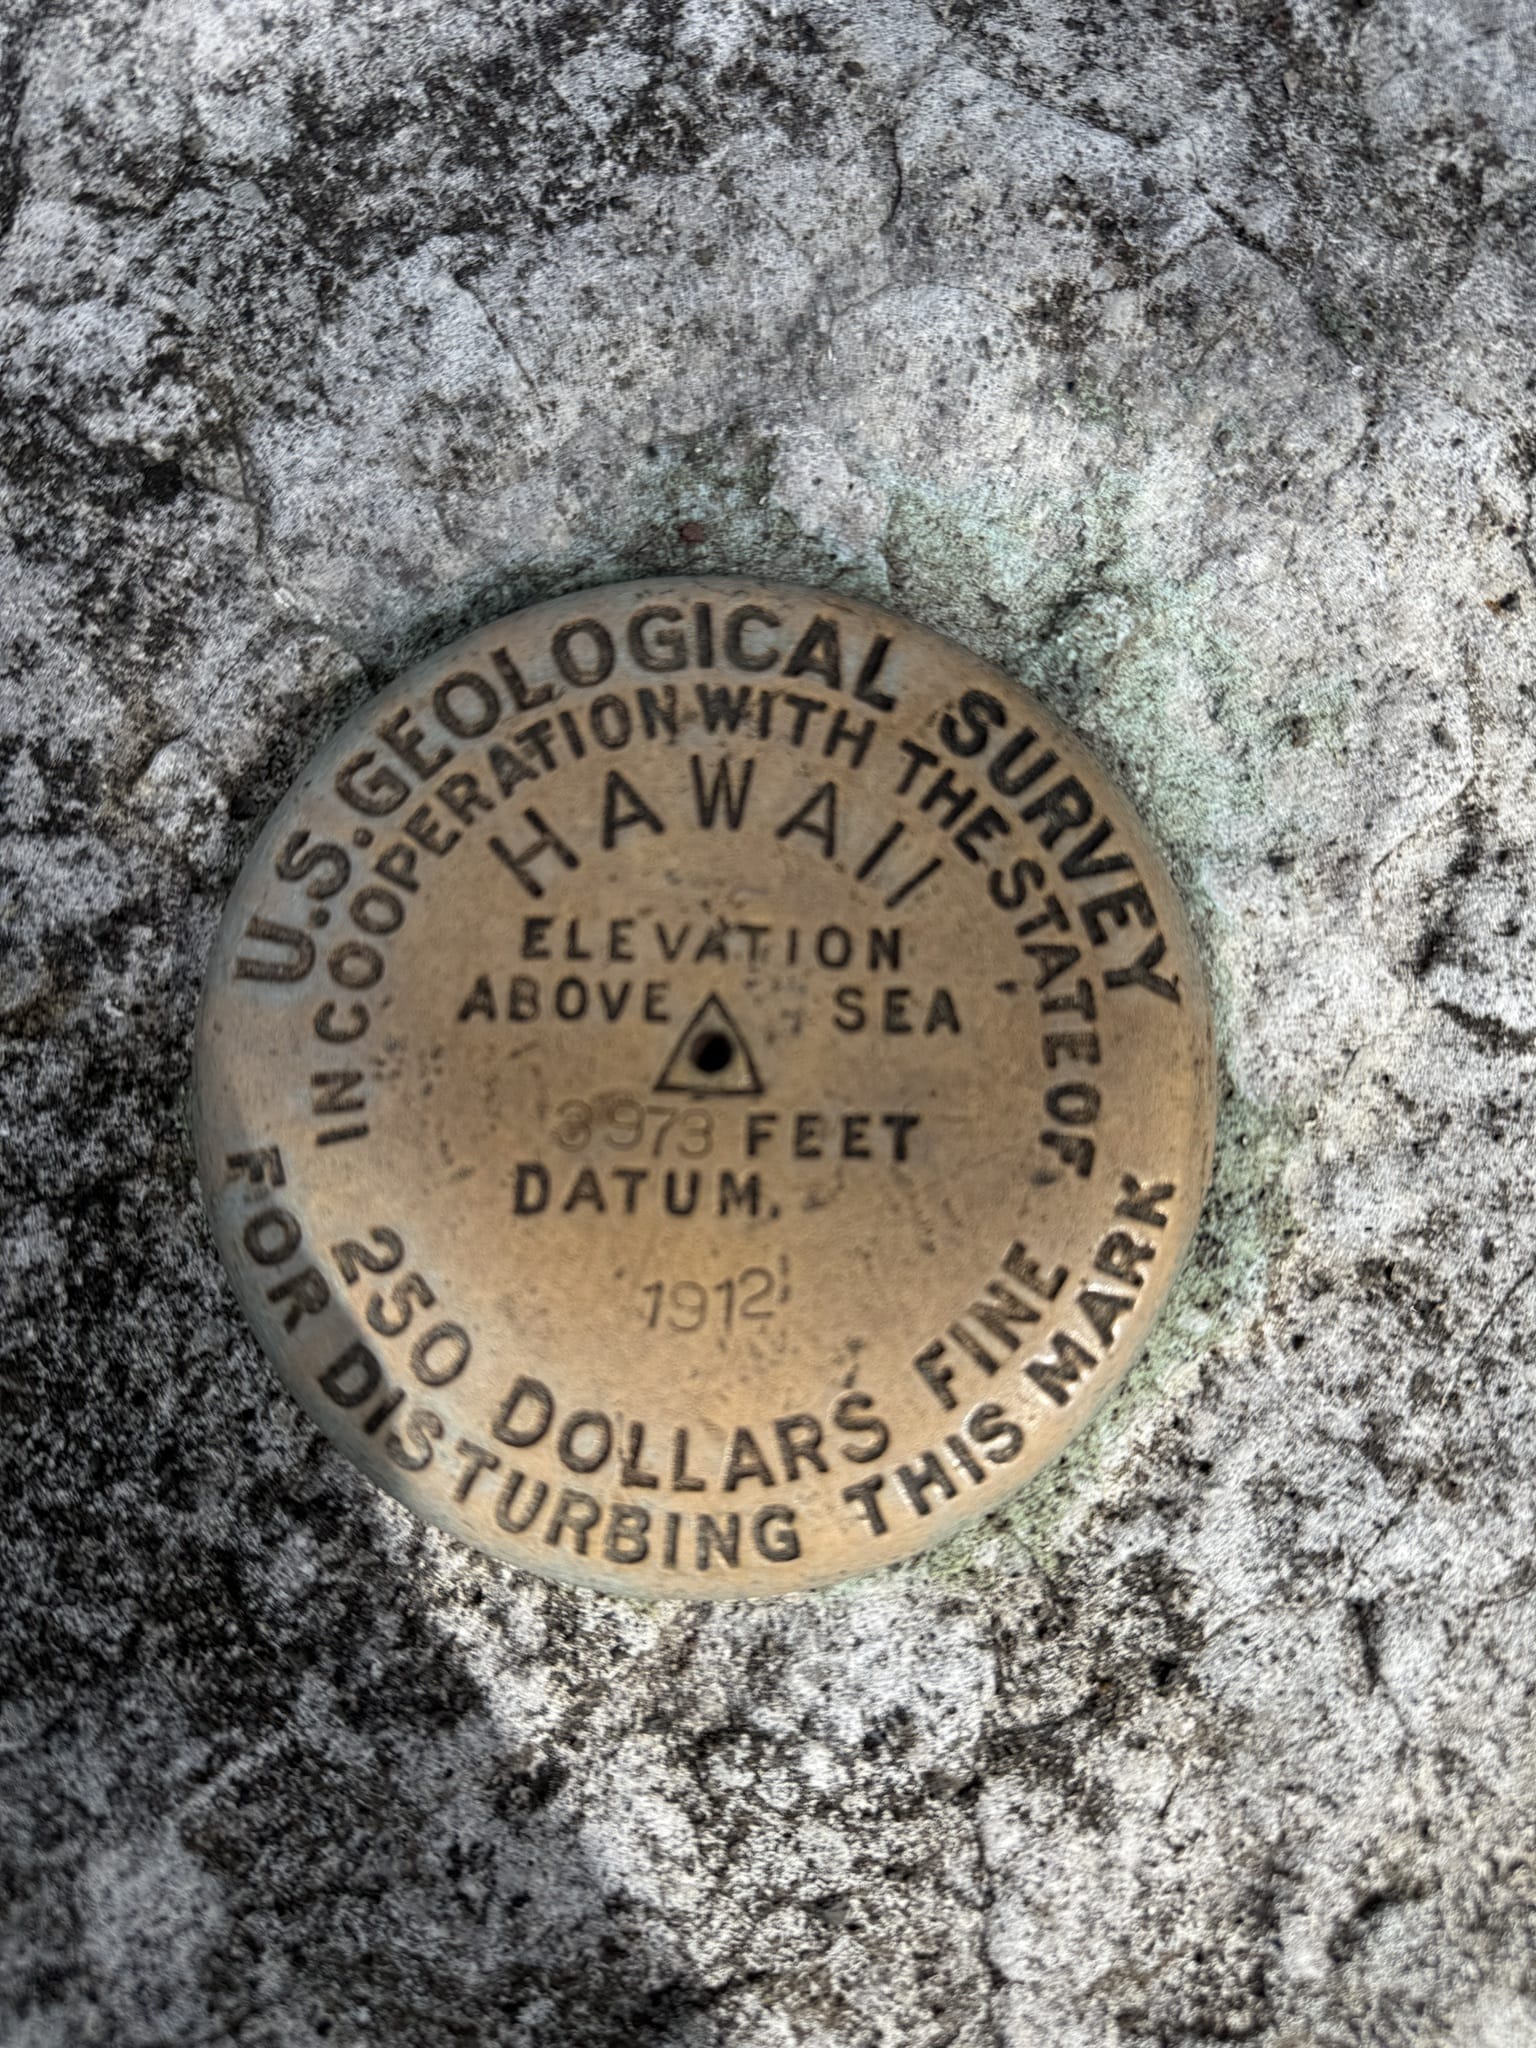 U.S. GEOLOGICAL SURVEY
IN COOPERATION WITH THE STATE OF
HAWAII
ELEVATION
ABOVE SEA
3973 FEET
DATUM.
1912
250 DOLLARS FINE
FOR DISTURBING THIS MARK